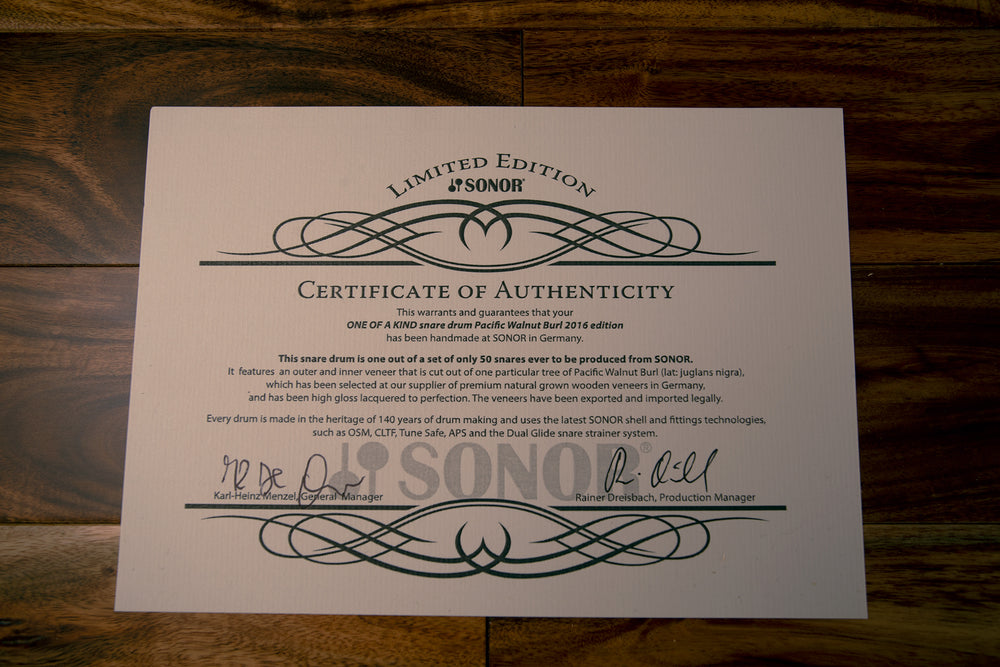 LIMITED EDITION
SONOR®
CERTIFICATE OF AUTHENTICITY
This warrants and guarantees that your
ONE OF A KIND snare drum Pacific Walnut Burl 2016 edition
has been handmade at SONOR in Germany.
This snare drum is one out of a set of only 50 snares ever to be produced from SONOR.
It features an outer and inner veneer that is cut out of one particular tree of Pacific Walnut Burl (lat: juglans nigra),
which has been selected at our supplier of premium natural grown wooden veneers in Germany,
and has been high gloss lacquered to perfection. The veneers have been exported and imported legally.
Every drum is made in the heritage of 140 years of drum making and uses the latest SONOR shell and fittings technologies,
such as OSM, CLTF, Tune Safe, APS and the Dual Glide snare strainer system.
SONOR®
Karl-Heinz Menzel, General Manager
Rainer Dreisbach, Production Manager